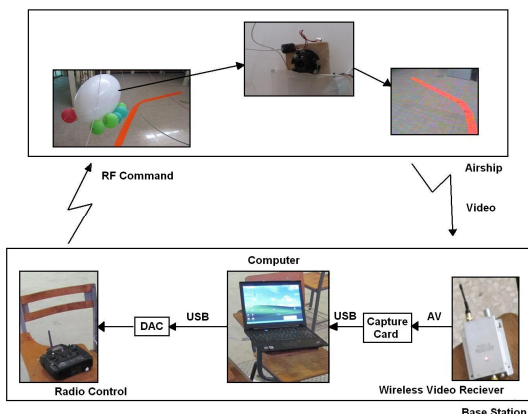 RF Command
Airship
Video
Computer
USB
DAC
USB
Capture
Card
AV
Radio Control
Wireless Video Reciever
Base Station